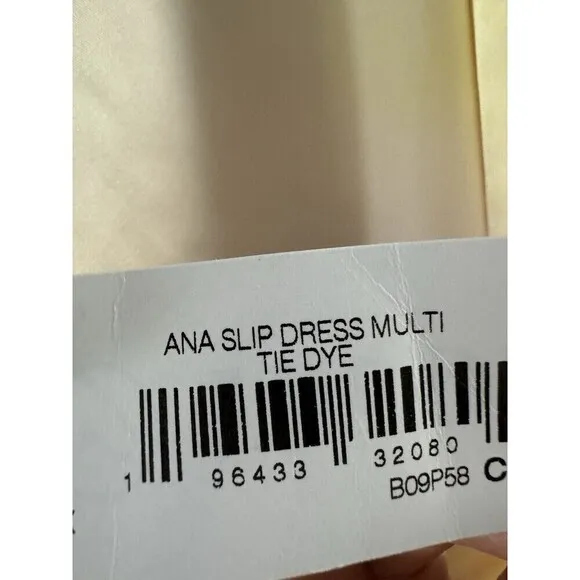 ANA SLIP DRESS MULTI
TIE DYE
1 96433 32080
B09P58 C